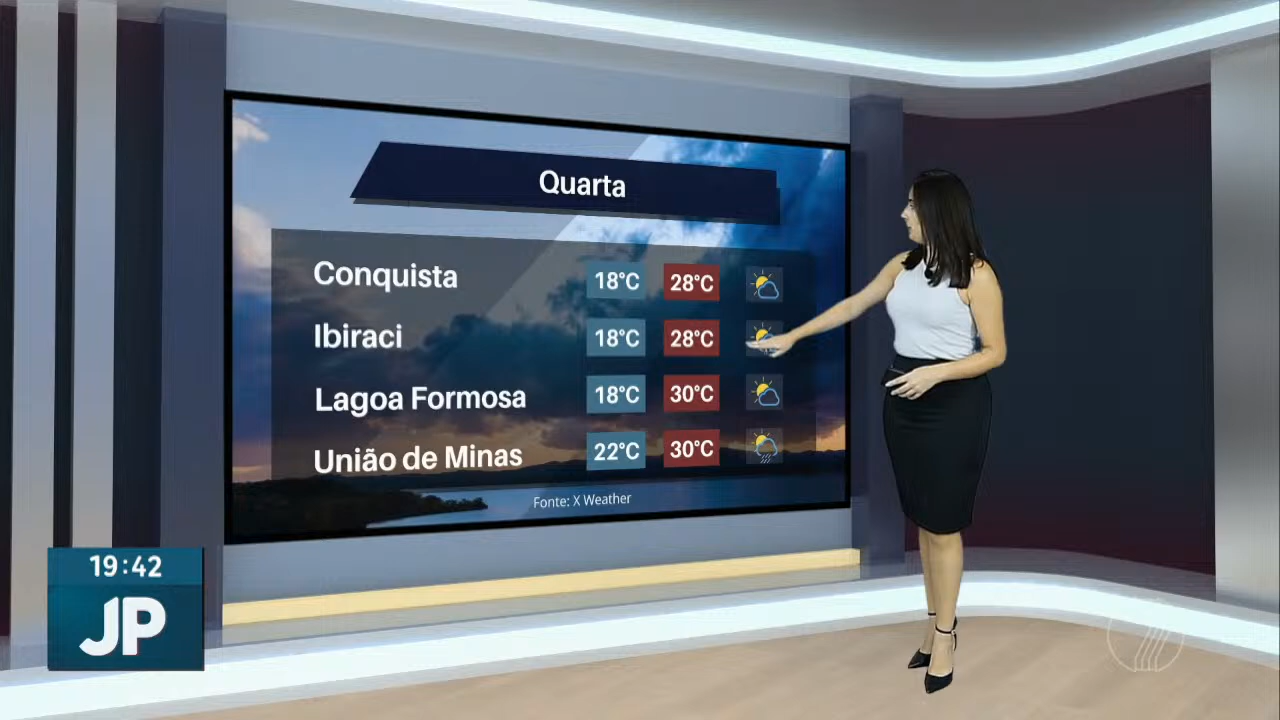 Quarta
Conquista 18°C 28°C
Ibiraci 18°C 28°C
Lagoa Formosa 18°C 30°C
União de Minas 22°C 30°C
Fonte: X Weather
19:42
JP